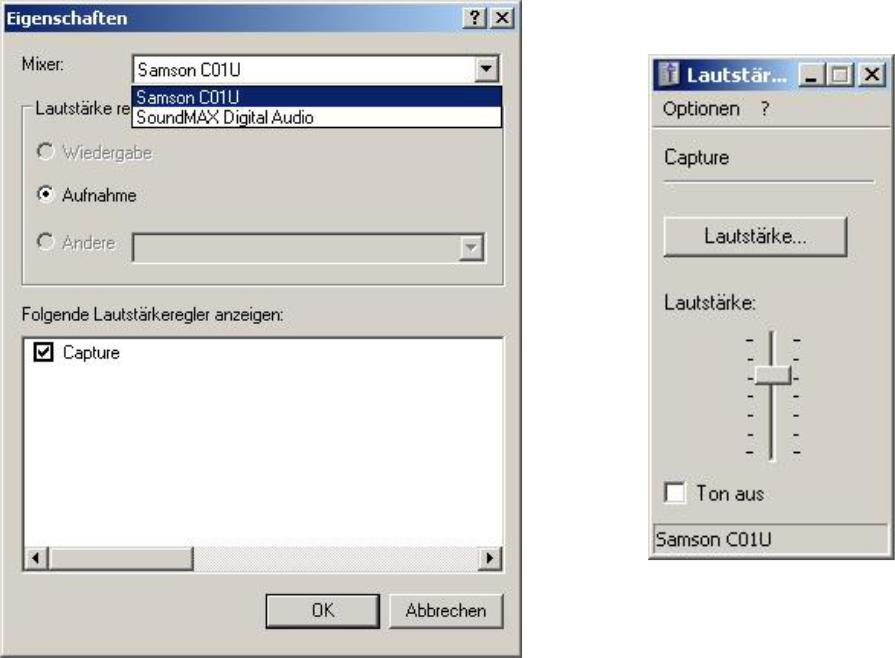 Eigenschaften
Mixer:
Samson C01U
Samson C01U
SoundMAX Digital Audio
Lautstärke re
Wiedergabe
Aufnahme
Andere
Folgende Lautstärkeregler anzeigen:
Capture
OK
Abbrechen
Lautstär...
Optionen ?
Capture
Lautstärke...
Lautstärke:
Ton aus
Samson C01U